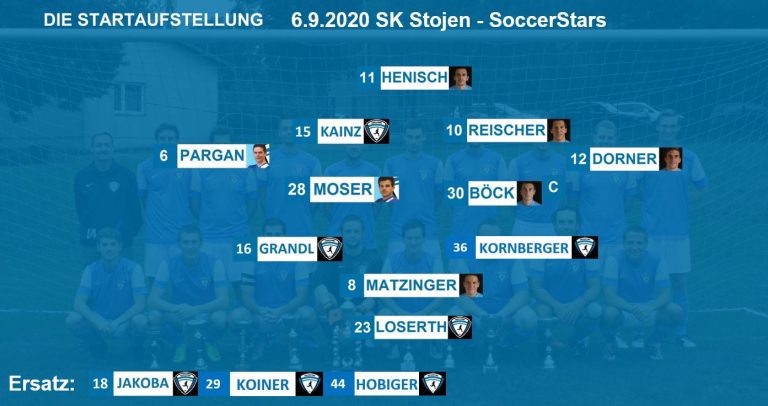 DIE STARTAUFSTELLUNG 6.9.2020 SK Stojen - SoccerStars
11 HENISCH
15 KAINZ
10 REISCHER
6 PARGAN
12 DORNER
28 MOSER
30 BÖCK C
16 GRANDL
36 KORNBERGER
8 MATZINGER
23 LOSERTH
Ersatz: 18 JAKOBA 29 KOINER 44 HOBIGER